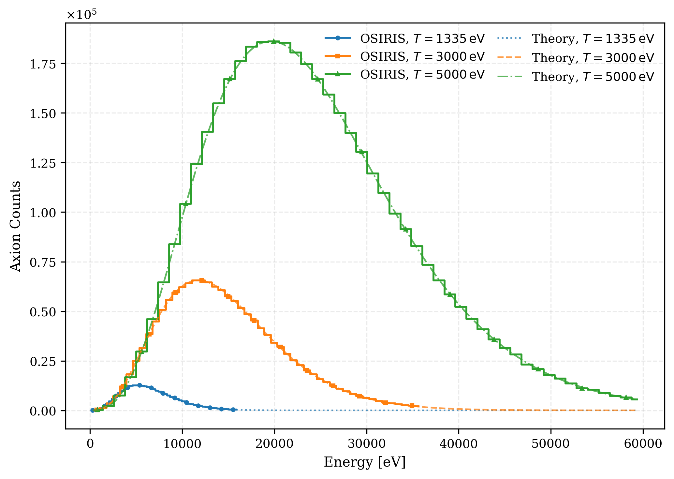 ×10⁵
OSIRIS, T = 1335 eV
OSIRIS, T = 3000 eV
OSIRIS, T = 5000 eV
Theory, T = 1335 eV
Theory, T = 3000 eV
Theory, T = 5000 eV
1.75
1.50
1.25
1.00
0.75
0.50
0.25
0.00
Axion Counts
0
10000
20000
30000
40000
50000
60000
Energy [eV]